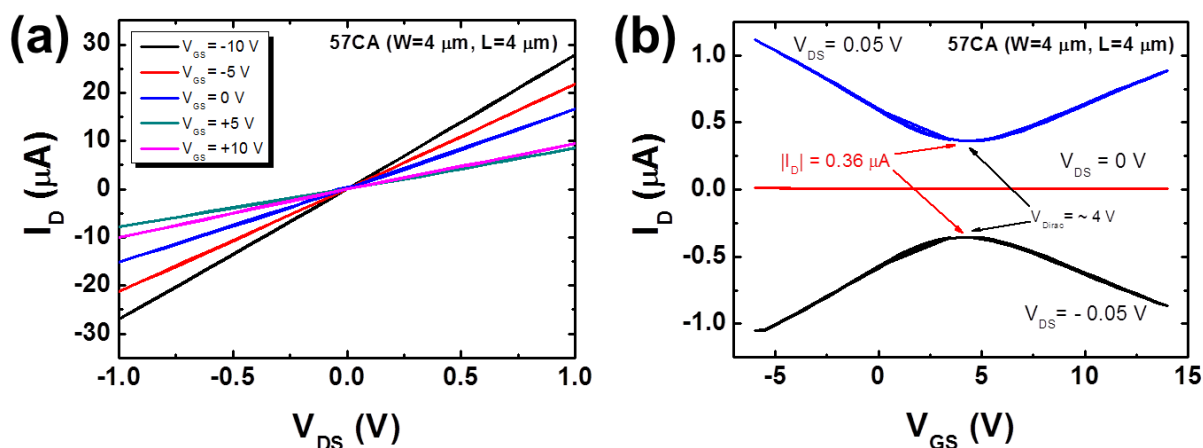 (a)
57CA (W=4 μm, L=4 μm)
V_GS = -10 V
V_GS = -5 V
V_GS = 0 V
V_GS = +5 V
V_GS = +10 V
30
20
10
0
-10
-20
-30
I_D (μA)
-1.0 -0.5 0.0 0.5 1.0
V_DS (V)
(b)
57CA (W=4 μm, L=4 μm)
V_DS = 0.05 V
|I_D| = 0.36 μA
V_DS = 0 V
V_Dirac = ~ 4 V
V_DS = - 0.05 V
1.0
0.5
0.0
-0.5
-1.0
I_D (μA)
-5 0 5 10 15
V_GS (V)